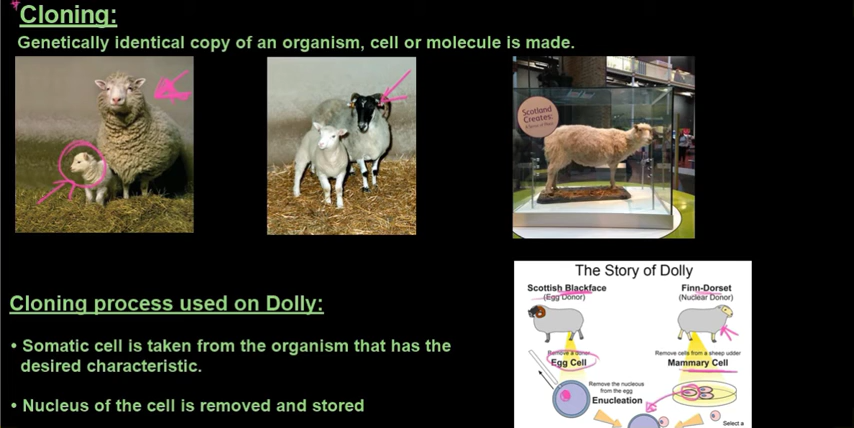 Cloning:
Genetically identical copy of an organism, cell or molecule is made.
Scotland
Creates:
The Story of Dolly
Scottish Blackface
(Egg Donor)
Finn-Dorset
(Nuclear Donor)
Cloning process used on Dolly:
• Somatic cell is taken from the organism that has the
desired characteristic.
Egg Cell
Remove cells from a sheep udder
Mammary Cell
Remove the nucleus
from the egg
Enucleation
• Nucleus of the cell is removed and stored
Select a